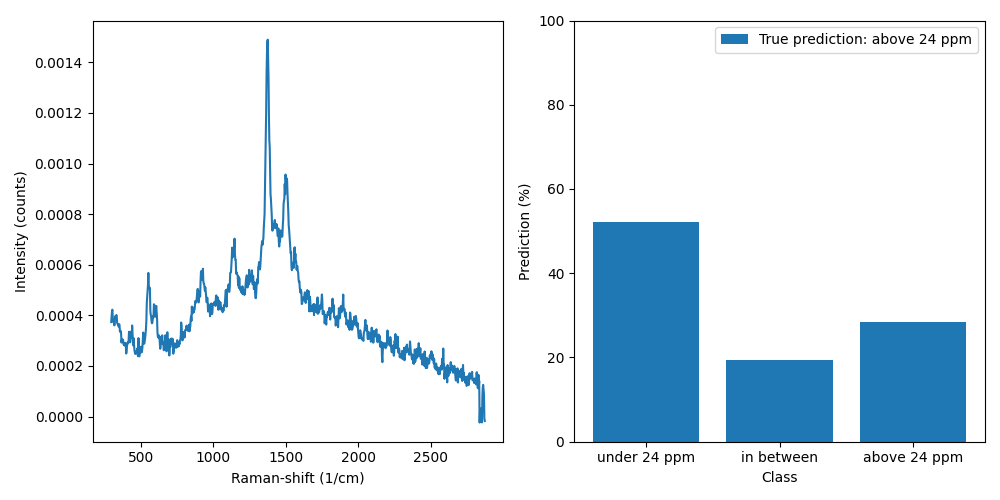 0.0014
0.0012
0.0010
0.0008
0.0006
0.0004
0.0002
0.0000
Intensity (counts)
500 1000 1500 2000 2500
Raman-shift (1/cm)
100
80
60
40
20
0
Prediction (%)
True prediction: above 24 ppm
under 24 ppm in between above 24 ppm
Class